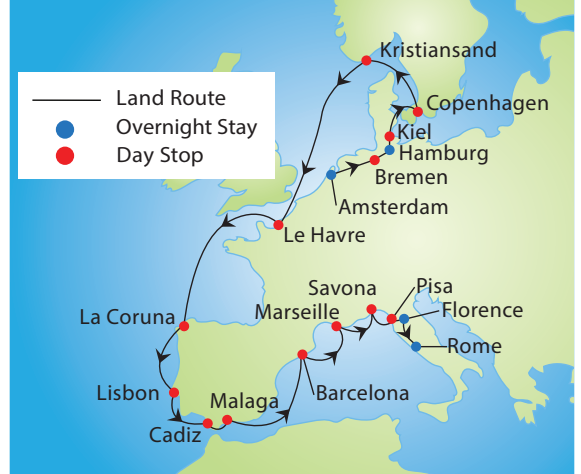 Kristiansand
Land Route
Overnight Stay
Day Stop
Copenhagen
Kiel
Hamburg
Bremen
Amsterdam
Le Havre
Savona
Pisa
Marseille
Florence
La Coruna
Rome
Lisbon
Malaga
Barcelona
Cadiz